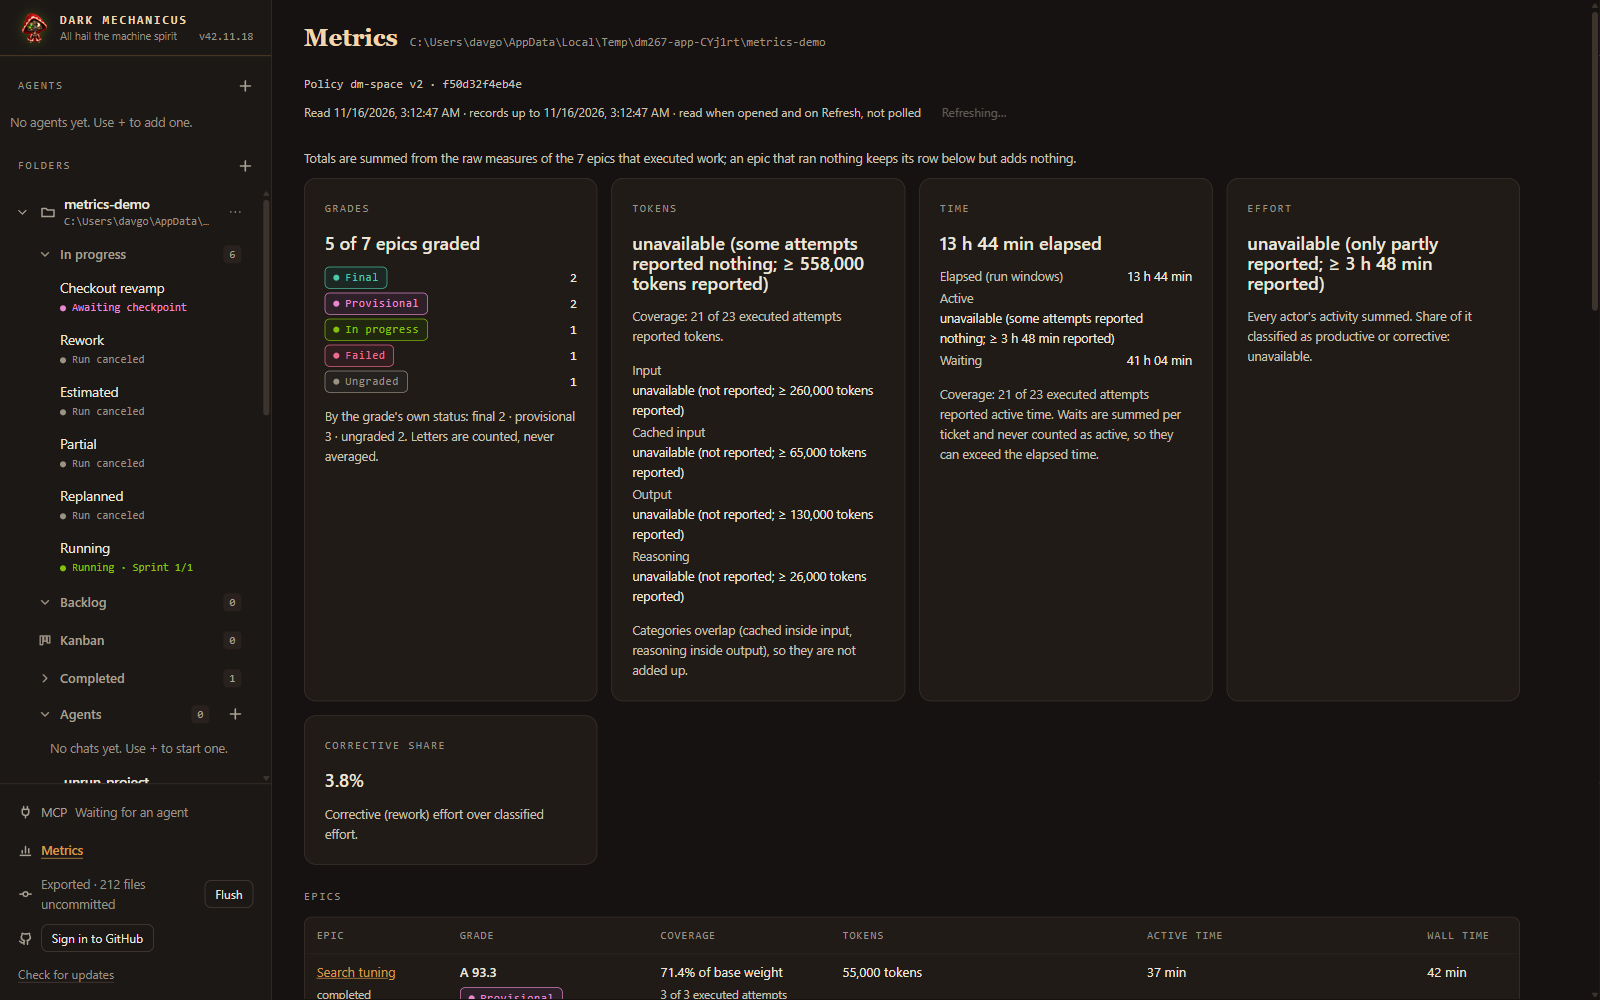 DARK MECHANICUS
All hail the machine spirit v42.11.18
AGENTS
No agents yet. Use + to add one.
FOLDERS
metrics-demo
C:\Users\davgo\AppData\…
In progress 6
Checkout revamp
Awaiting checkpoint
Rework
Run canceled
Estimated
Run canceled
Partial
Run canceled
Replanned
Run canceled
Running
Running · Sprint 1/1
Backlog 0
Kanban 0
Completed 1
Agents 0
No chats yet. Use + to start one.
unrun-project
MCP Waiting for an agent
Metrics
Exported · 212 files
uncommitted
Flush
Sign in to GitHub
Check for updates
Metrics C:\Users\davgo\AppData\Local\Temp\dm267-app-CYj1rt\metrics-demo
Policy dm-space v2 · f50d32f4eb4e
Read 11/16/2026, 3:12:47 AM · records up to 11/16/2026, 3:12:47 AM · read when opened and on Refresh, not polled Refreshing...
Totals are summed from the raw measures of the 7 epics that executed work; an epic that ran nothing keeps its row below but adds nothing.
GRADES
5 of 7 epics graded
Final 2
Provisional 2
In progress 1
Failed 1
Ungraded 1
By the grade's own status: final 2 · provisional
3 · ungraded 2. Letters are counted, never
averaged.
TOKENS
unavailable (some attempts
reported nothing; ≥ 558,000
tokens reported)
Coverage: 21 of 23 executed attempts
reported tokens.
Input
unavailable (not reported; ≥ 260,000 tokens
reported)
Cached input
unavailable (not reported; ≥ 65,000 tokens
reported)
Output
unavailable (not reported; ≥ 130,000 tokens
reported)
Reasoning
unavailable (not reported; ≥ 26,000 tokens
reported)
Categories overlap (cached inside input,
reasoning inside output), so they are not
added up.
TIME
13 h 44 min elapsed
Elapsed (run windows) 13 h 44 min
Active
unavailable (some attempts reported
nothing; ≥ 3 h 48 min reported)
Waiting 41 h 04 min
Coverage: 21 of 23 executed attempts
reported active time. Waits are summed per
ticket and never counted as active, so they
can exceed the elapsed time.
EFFORT
unavailable (only partly
reported; ≥ 3 h 48 min
reported)
Every actor's activity summed. Share of it
classified as productive or corrective:
unavailable.
CORRECTIVE SHARE
3.8%
Corrective (rework) effort over classified
effort.
EPICS
EPIC GRADE COVERAGE TOKENS ACTIVE TIME WALL TIME
Search tuning A 93.3 71.4% of base weight 55,000 tokens 37 min 42 min
completed Provisional 3 of 3 executed attempts